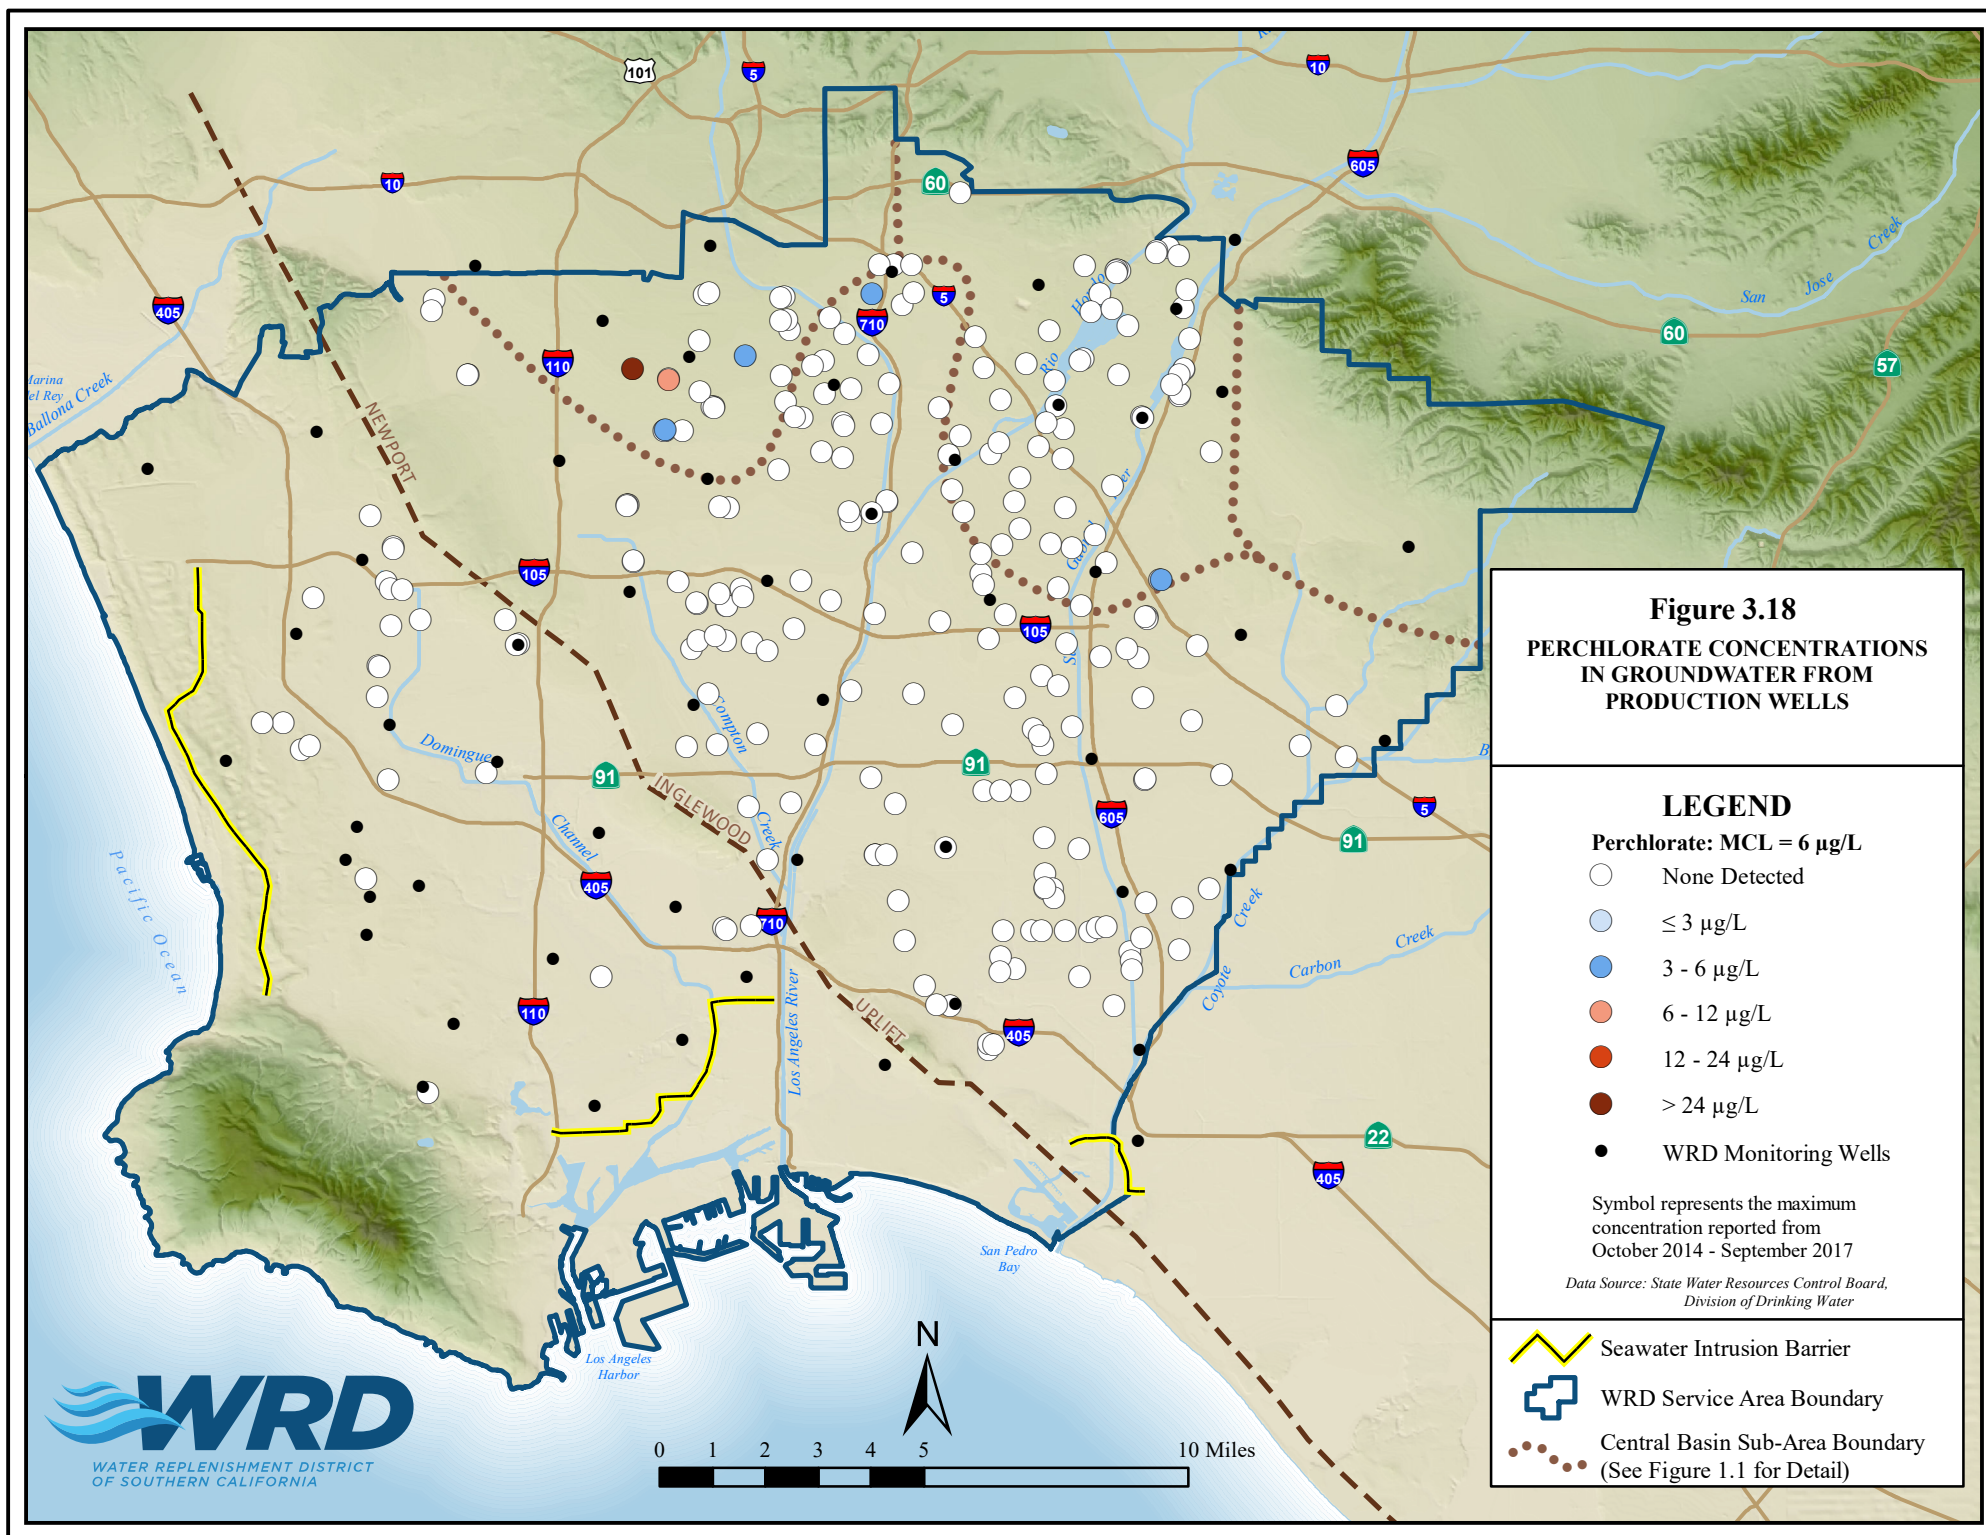 101
5
10
10
605
60
405
5
710
110
60
57
Marina
del Rey
Ballona Creek
Rio
Hondo
San
Jose
Creek
NEWPORT
105
105
Compton
Creek
Dominguez
Channel
91
91
INGLEWOOD
605
5
91
405
710
Pacific Ocean
Los Angeles River
UPLIFT
110
405
Coyote
Creek
Carbon
Creek
22
405
San Pedro
Bay
Los Angeles
Harbor
Figure 3.18
PERCHLORATE CONCENTRATIONS
IN GROUNDWATER FROM
PRODUCTION WELLS
LEGEND
Perchlorate: MCL = 6 µg/L
None Detected
≤ 3 µg/L
3 - 6 µg/L
6 - 12 µg/L
12 - 24 µg/L
> 24 µg/L
WRD Monitoring Wells
Symbol represents the maximum
concentration reported from
October 2014 - September 2017
Data Source: State Water Resources Control Board,
Division of Drinking Water
Seawater Intrusion Barrier
WRD Service Area Boundary
Central Basin Sub-Area Boundary
(See Figure 1.1 for Detail)
N
0 1 2 3 4 5 10 Miles
WRD
WATER REPLENISHMENT DISTRICT
OF SOUTHERN CALIFORNIA